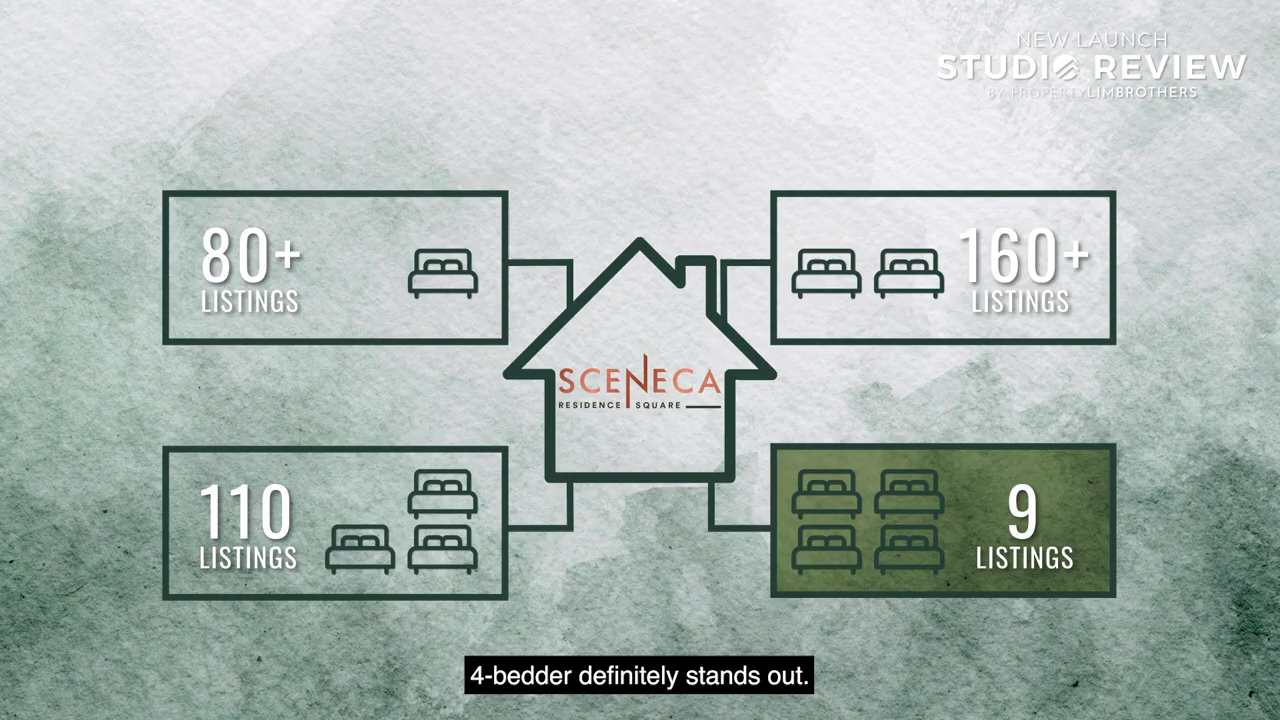 NEW LAUNCH
STUDIO REVIEW
BY PROPERTYLIMBROTHERS
80+
LISTINGS
160+
LISTINGS
SCENECA
RESIDENCE SQUARE
110
LISTINGS
9
LISTINGS
4-bedder definitely stands out.